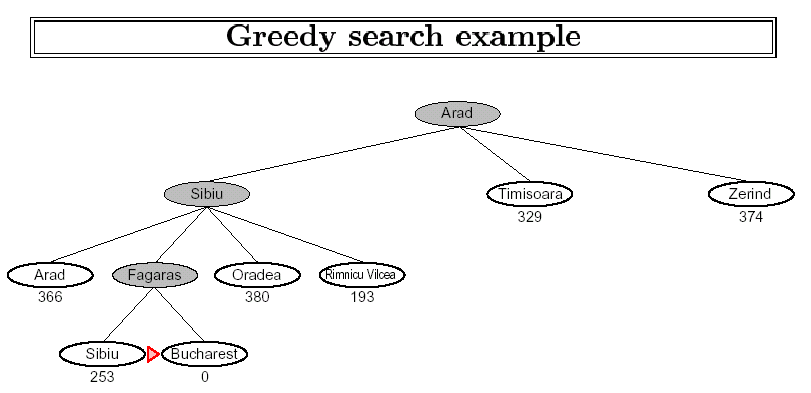 Greedy search example
Arad
Sibiu
Timisoara
Zerind
329
374
Arad
Fagaras
Oradea
Rimnicu Vilcea
366
380
193
Sibiu
Bucharest
253
0